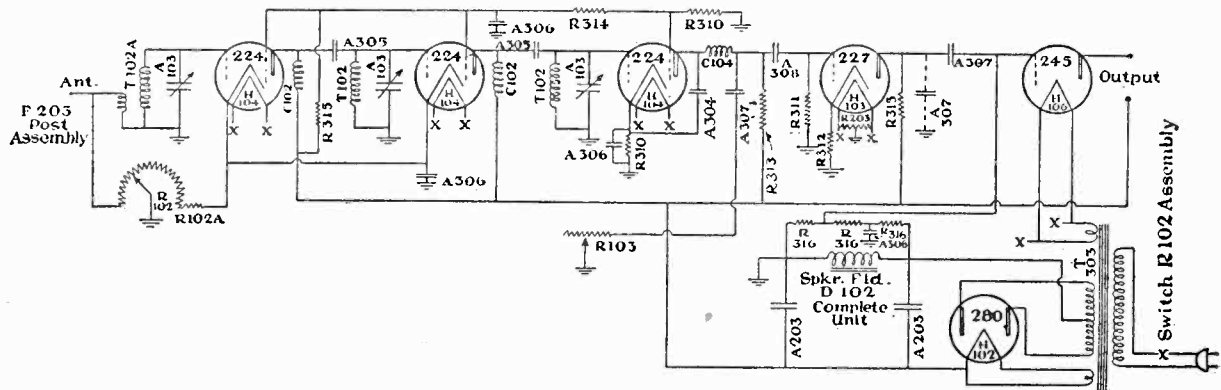 A306
R314
R310
T102A
A
103
224
H
104
C102
R315
A305
T102
A
103
224
H
104
A305
C102
T102
A
103
224
H
104
C104
A
308
227
H
103
R203
A307
245
H
106
Output
Ant.
P203
Post
Assembly
X
X
X
X
X
X
X
X
A304
A307
R313
R311
R312
R315
A
307
R
102
R102A
A306
A306
R310
R103
R
316
R
316
R316
A306
Spkr. Fld.
D 102
Complete
Unit
A203
A203
280
H
102
X
X
T
303
X Switch R102 Assembly